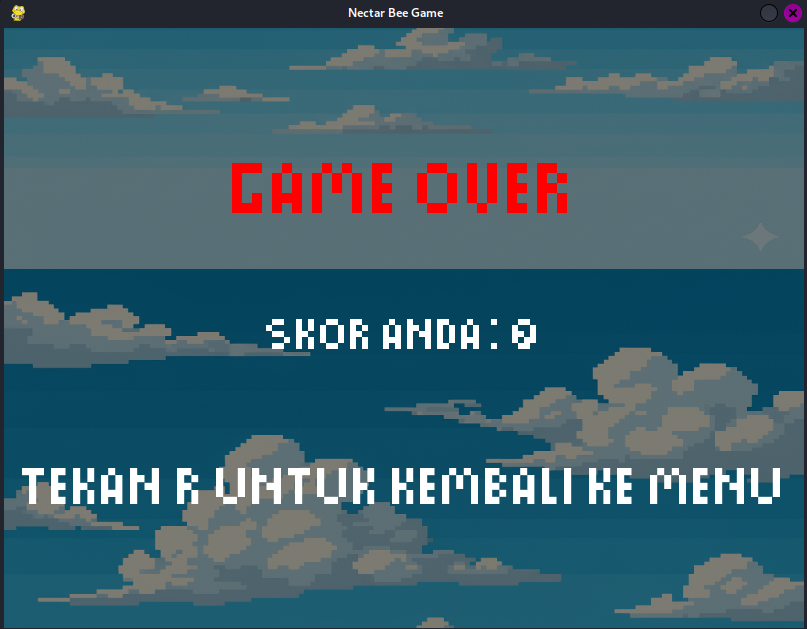 Nectar Bee Game
GAME OVER
SKOR ANDA: 0
TEKAN R UNTUK KEMBALI KE MENU